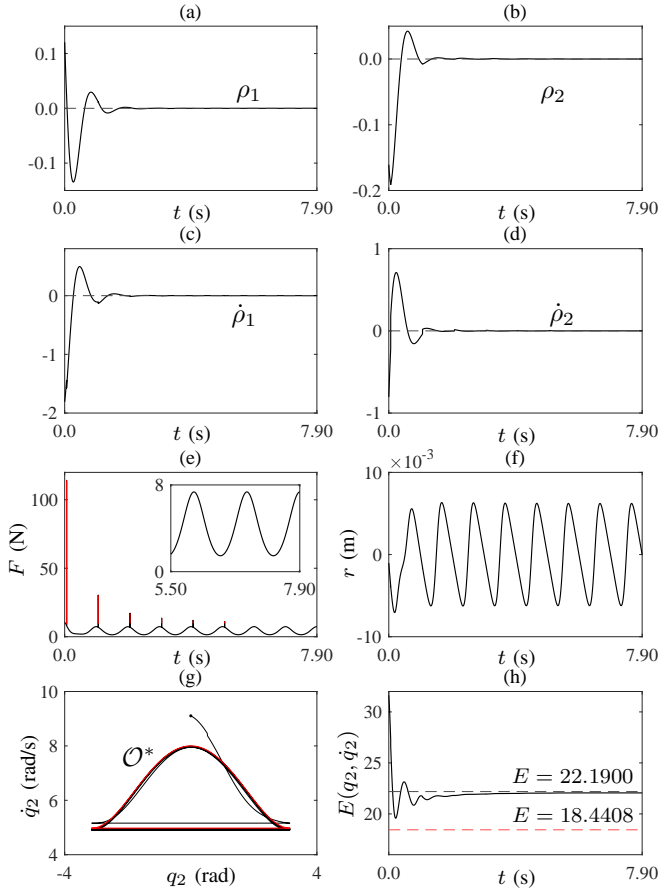 (a)
(b)
0.1
0.0
-0.1
ρ₁
0.0
7.90
t (s)
0.0
-0.1
-0.2
ρ₂
0.0
7.90
t (s)
(c)
(d)
0
-1
-2
ρ̇₁
0.0
7.90
t (s)
1
0
-1
ρ̇₂
0.0
7.90
t (s)
(e)
(f)
100
50
0
F (N)
8
0
5.50
7.90
0.0
7.90
t (s)
×10⁻³
10
0
-10
r (m)
0.0
7.90
t (s)
(g)
(h)
10
8
6
4
q̇₂ (rad/s)
𝒪*
-4
4
q₂ (rad)
30
20
E(q₂, q̇₂)
E = 22.1900
E = 18.4408
0.0
7.90
t (s)